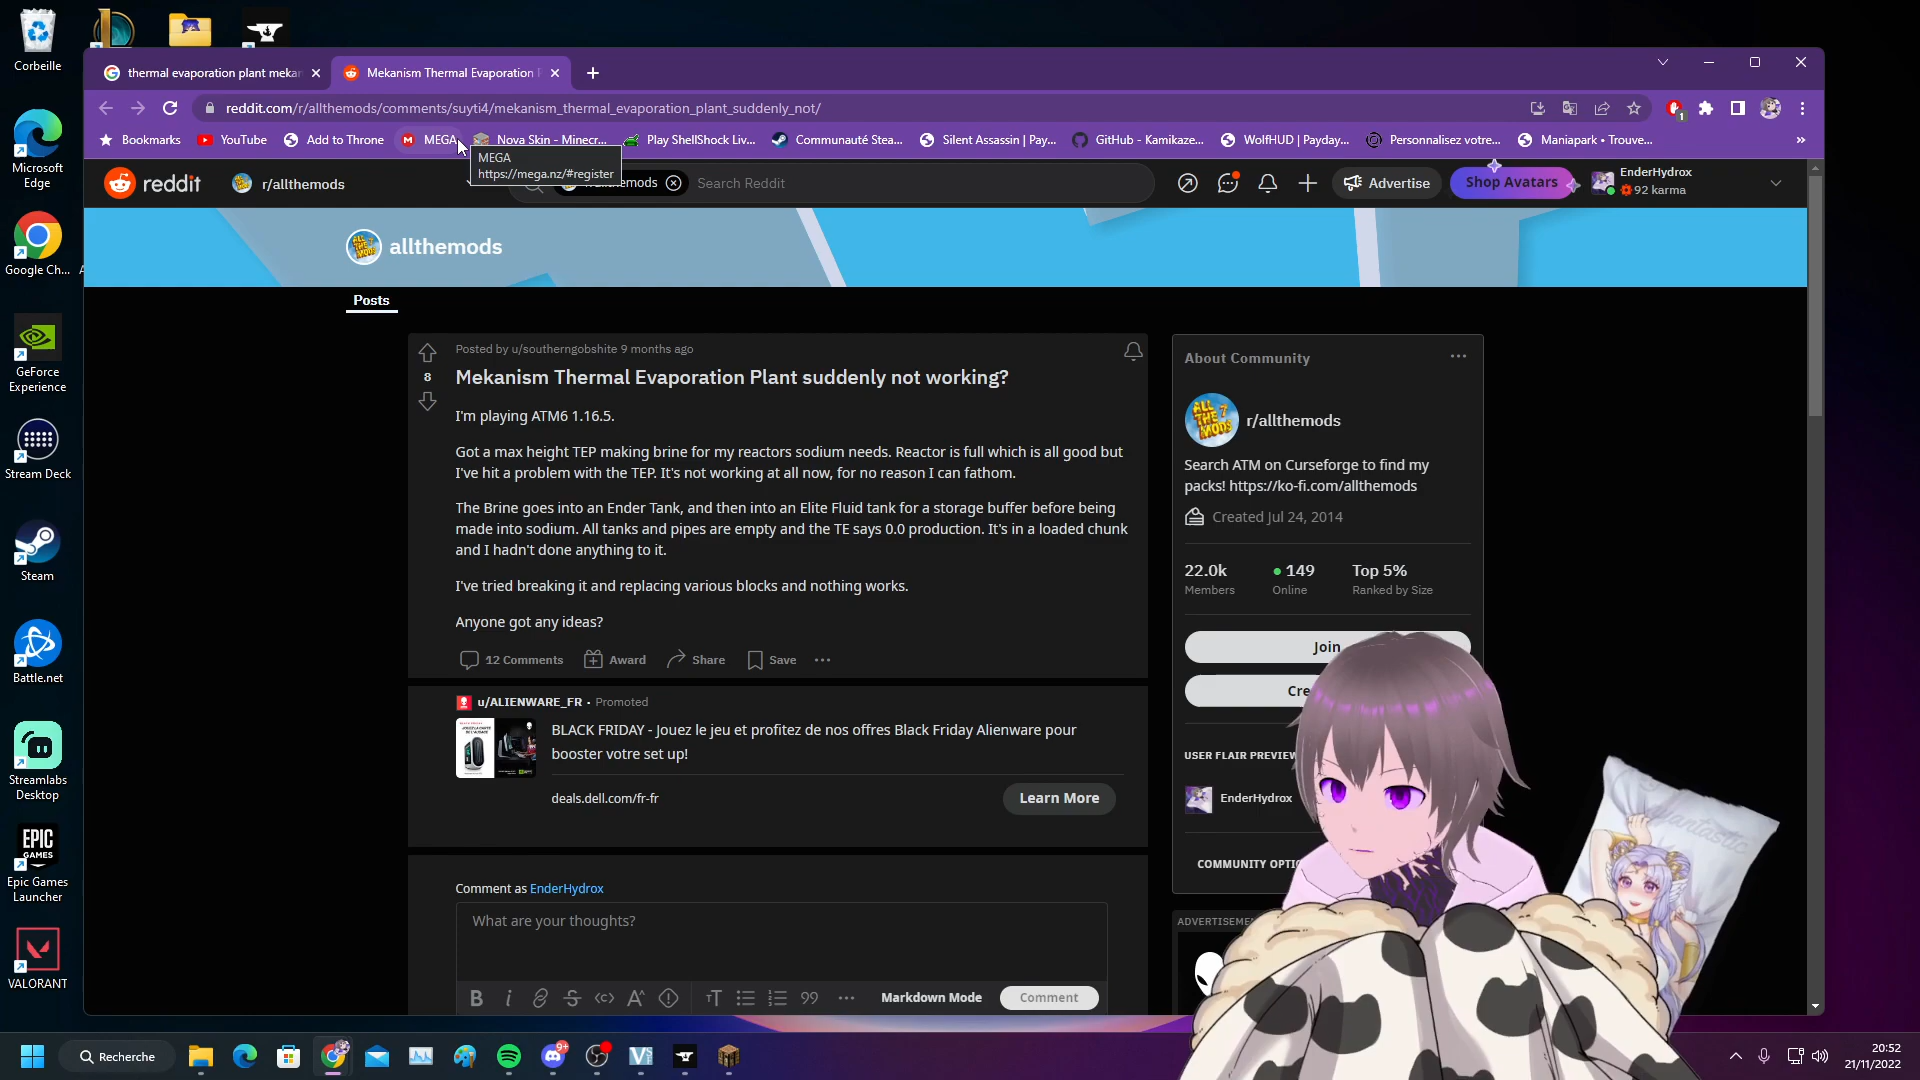 Corbeille
Microsoft
Edge
Google Ch...
GeForce
Experience
Stream Deck
Steam
Battle.net
Streamlabs
Desktop
EPIC
GAMES
Epic Games
Launcher
VALORANT
thermal evaporation plant mekan
Mekanism Thermal Evaporation
reddit.com/r/allthemods/comments/suyti4/mekanism_thermal_evaporation_plant_suddenly_not/
1
Bookmarks
YouTube
Add to Throne
MEGA
Nova Skin - Minecr...
Play ShellShock Liv...
Communauté Stea...
Silent Assassin | Pay...
GitHub - Kamikaze...
WolfHUD | Payday...
Personnalisez votre...
Maniapark • Trouve...
»
MEGA
https://mega.nz/#register
reddit
r/allthemods
Search Reddit
Advertise
Shop Avatars
EnderHydrox
92 karma
allthemods
Posts
Posted by u/southerngobshite 9 months ago
8
Mekanism Thermal Evaporation Plant suddenly not working?
I'm playing ATM6 1.16.5.
Got a max height TEP making brine for my reactors sodium needs. Reactor is full which is all good but
I've hit a problem with the TEP. It's not working at all now, for no reason I can fathom.
The Brine goes into an Ender Tank, and then into an Elite Fluid tank for a storage buffer before being
made into sodium. All tanks and pipes are empty and the TE says 0.0 production. It's in a loaded chunk
and I hadn't done anything to it.
I've tried breaking it and replacing various blocks and nothing works.
Anyone got any ideas?
12 Comments
Award
Share
Save
u/ALIENWARE_FR • Promoted
BLACK FRIDAY - Jouez le jeu et profitez de nos offres Black Friday Alienware pour
booster votre set up!
deals.dell.com/fr-fr
Learn More
Comment as EnderHydrox
What are your thoughts?
Markdown Mode
Comment
About Community
ALL THE MODS 7
r/allthemods
Search ATM on Curseforge to find my
packs! https://ko-fi.com/allthemods
Created Jul 24, 2014
22.0k
Members
149
Online
Top 5%
Ranked by Size
Join
Cre
USER FLAIR PREVIEW
EnderHydrox
COMMUNITY OPTIO
ADVERTISEME
Recherche
9+
20:52
21/11/2022